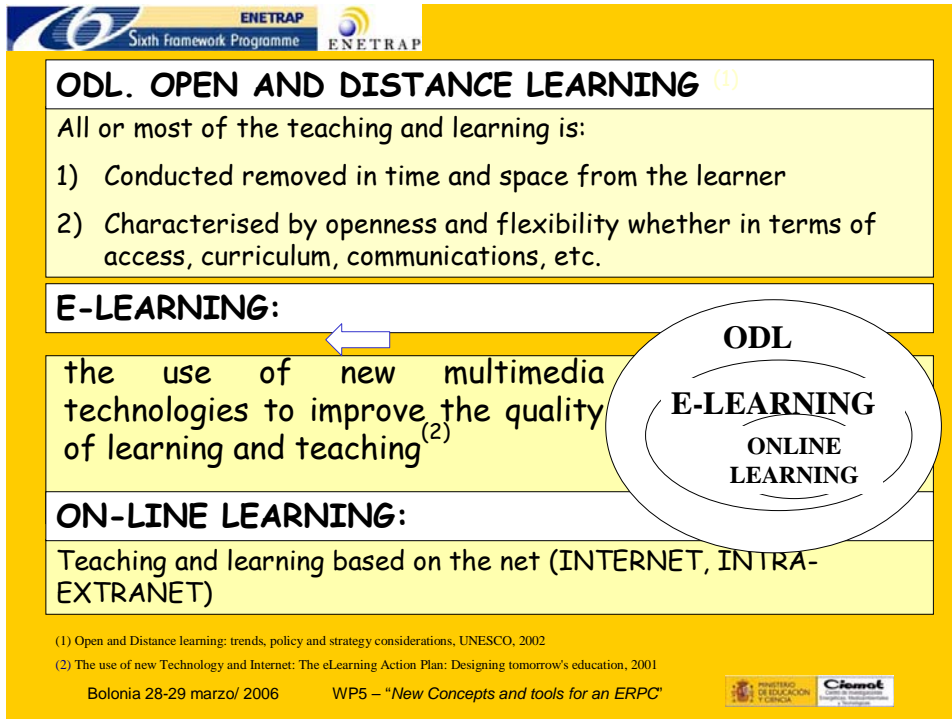 ENETRAP
Sixth Framework Programme
ENETRAP
ODL. OPEN AND DISTANCE LEARNING (1)
All or most of the teaching and learning is:
1) Conducted removed in time and space from the learner
2) Characterised by openness and flexibility whether in terms of
access, curriculum, communications, etc.
E-LEARNING:
the use of new multimedia
technologies to improve the quality
of learning and teaching(2)
ODL
E-LEARNING
ONLINE
LEARNING
ON-LINE LEARNING:
Teaching and learning based on the net (INTERNET, INTRA-
EXTRANET)
(1) Open and Distance learning: trends, policy and strategy considerations, UNESCO, 2002
(2) The use of new Technology and Internet: The eLearning Action Plan: Designing tomorrow's education, 2001
Bolonia 28-29 marzo/ 2006 WP5 – "New Concepts and tools for an ERPC"
MINISTERIO
DE EDUCACIÓN
Y CIENCIA
Ciemat
Centro de Investigaciones
Energéticas, Medioambientales
y Tecnológicas